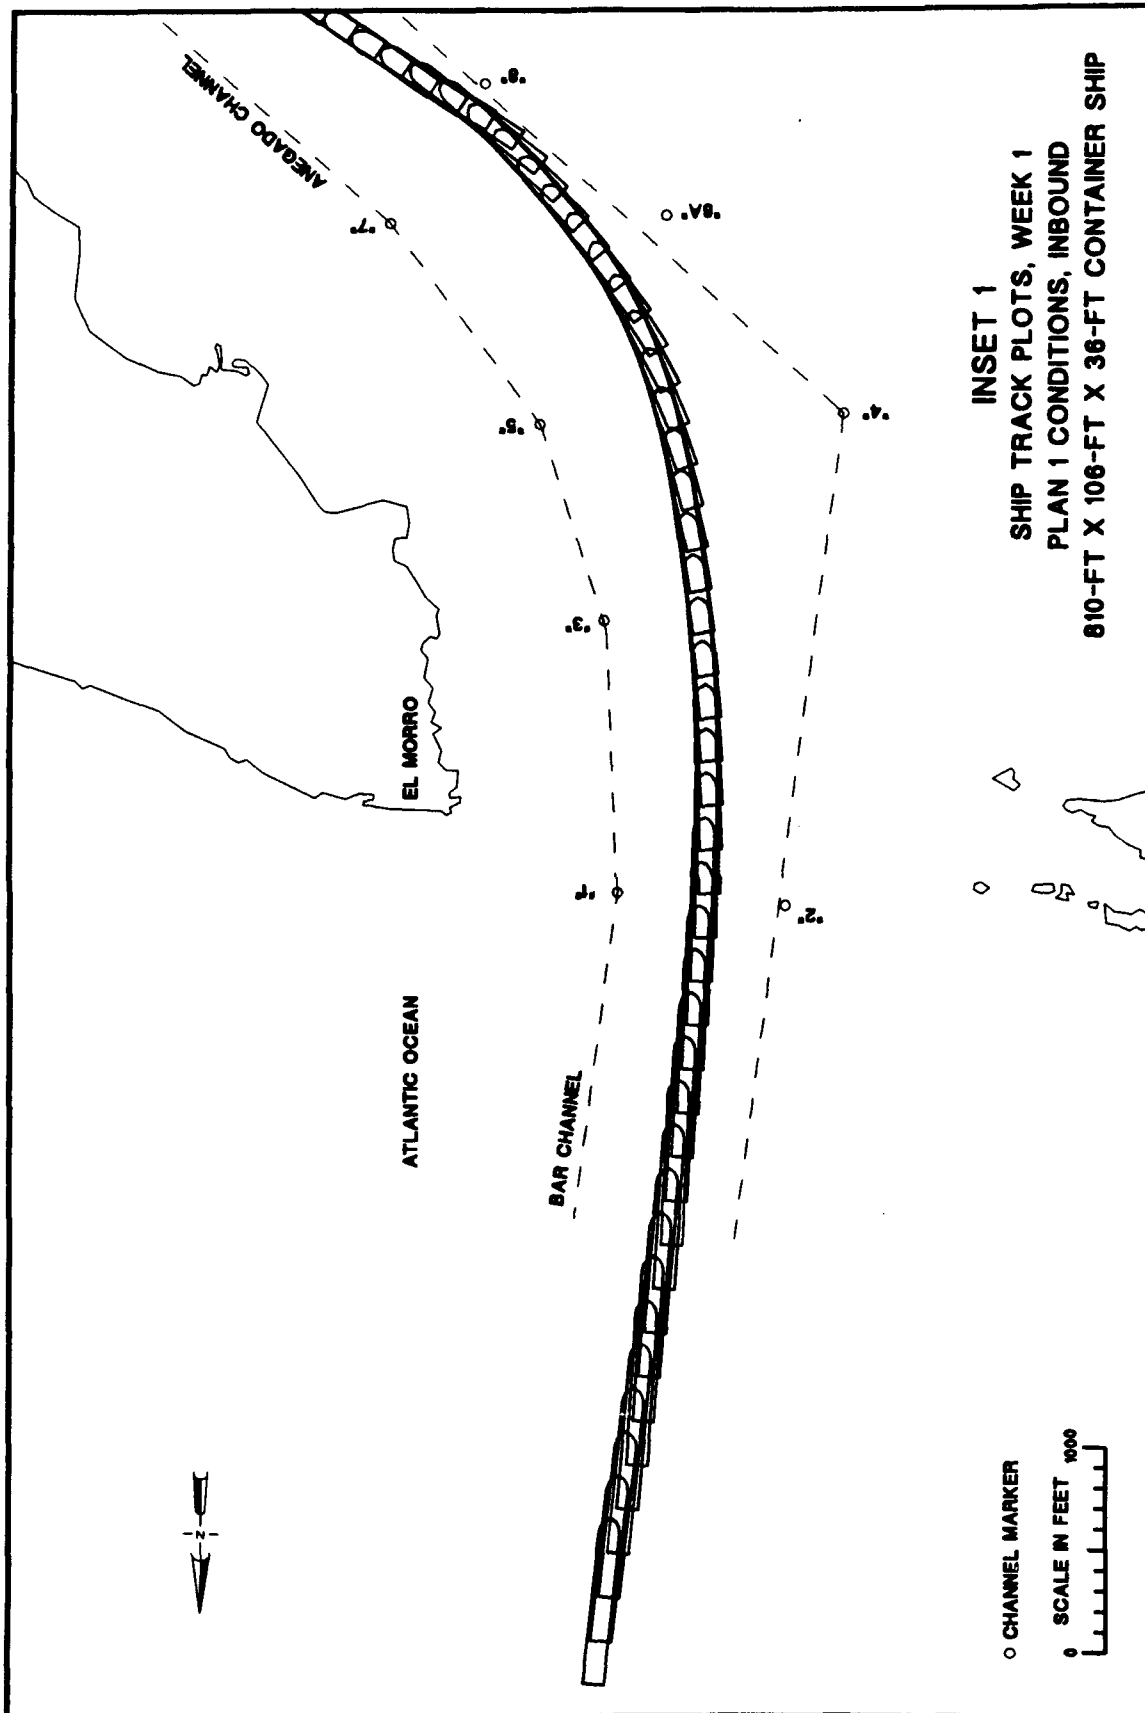 ANEGADO CHANNEL
"8"
"7"
"8A"
"5"
"4"
"3"
EL MORRO
"1"
"2"
ATLANTIC OCEAN
BAR CHANNEL
-N-
INSET 1
SHIP TRACK PLOTS, WEEK 1
PLAN 1 CONDITIONS, INBOUND
810-FT X 106-FT X 36-FT CONTAINER SHIP
O CHANNEL MARKER
SCALE IN FEET
0 1000